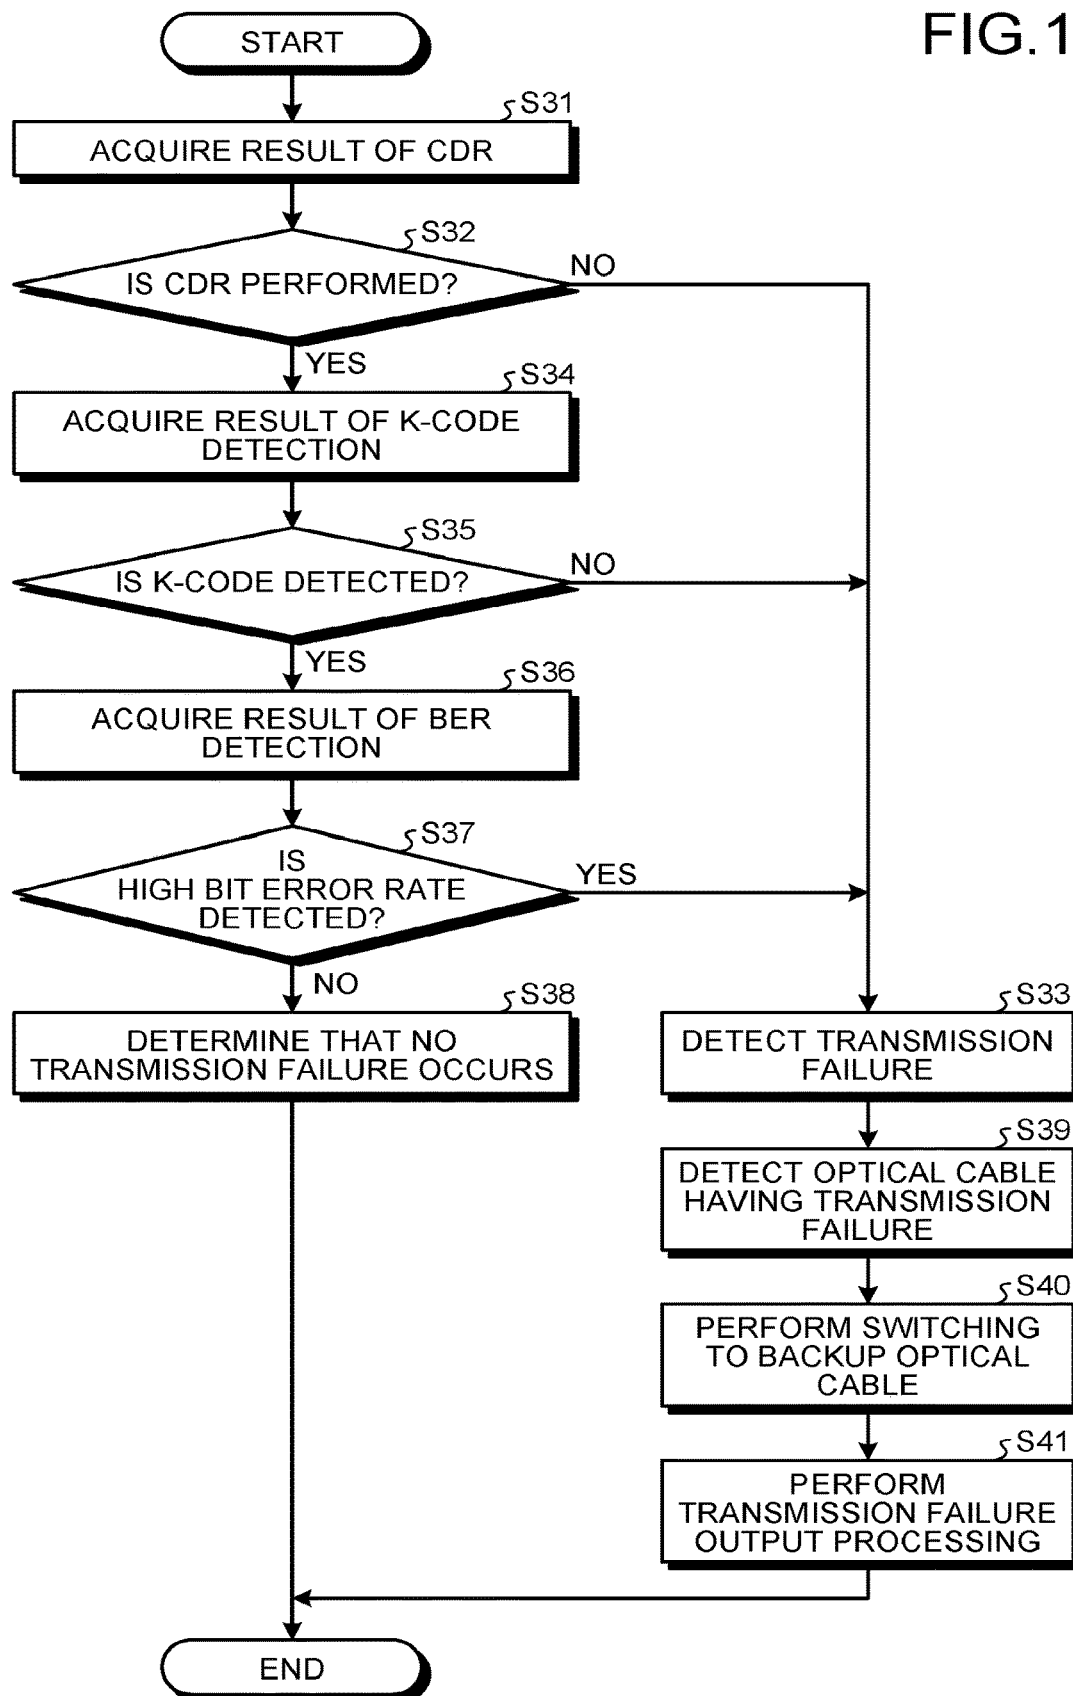 START
FIG.1
S31
ACQUIRE RESULT OF CDR
S32
IS CDR PERFORMED?
NO
YES
S34
ACQUIRE RESULT OF K-CODE
DETECTION
S35
IS K-CODE DETECTED?
NO
YES
S36
ACQUIRE RESULT OF BER
DETECTION
S37
IS
HIGH BIT ERROR RATE
DETECTED?
YES
NO
S38
DETERMINE THAT NO
TRANSMISSION FAILURE OCCURS
S33
DETECT TRANSMISSION
FAILURE
S39
DETECT OPTICAL CABLE
HAVING TRANSMISSION
FAILURE
S40
PERFORM SWITCHING
TO BACKUP OPTICAL
CABLE
S41
PERFORM
TRANSMISSION FAILURE
OUTPUT PROCESSING
END